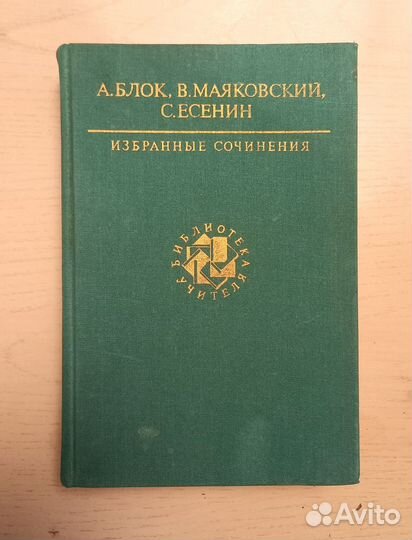 А.БЛОК, В.МАЯКОВСКИЙ,
С.ЕСЕНИН
ИЗБРАННЫЕ СОЧИНЕНИЯ
БИБЛИОТЕКА
УЧИТЕЛЯ
Avito